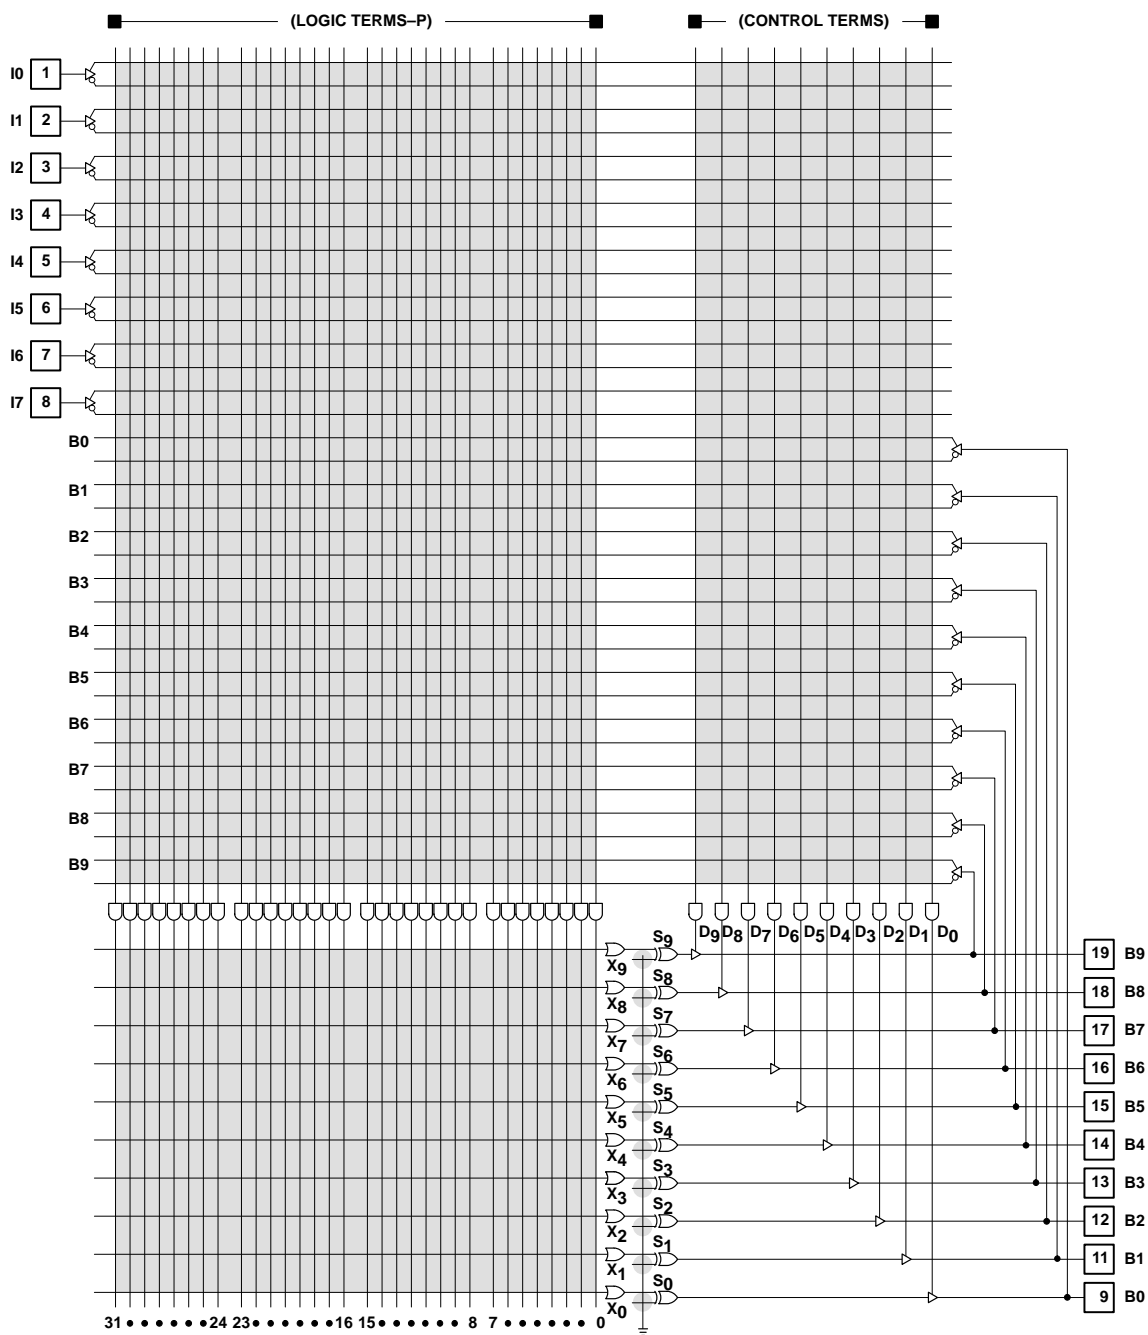 (LOGIC TERMS–P) (CONTROL TERMS)
I0 1
I1 2
I2 3
I3 4
I4 5
I5 6
I6 7
I7 8
B0
B1
B2
B3
B4
B5
B6
B7
B8
B9
D9 D8 D7 D6 D5 D4 D3 D2 D1 D0
S9 19 B9
X9
S8 18 B8
X8
S7 17 B7
X7
S6 16 B6
X6
S5 15 B5
X5
S4 14 B4
X4
S3 13 B3
X3
S2 12 B2
X2
S1 11 B1
X1
S0 9 B0
X0
31 24 23 16 15 8 7 0